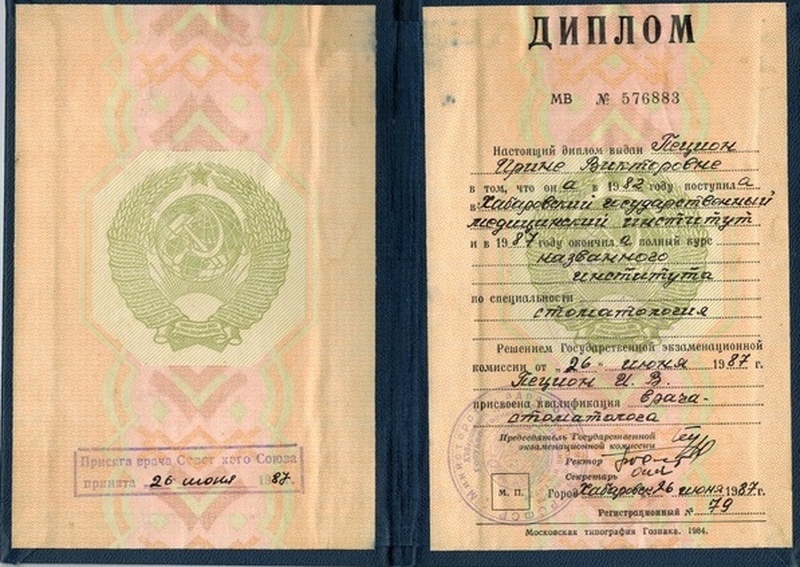 Присяга врача Советского Союза
принята 26 июня 1987.
ДИПЛОМ
МВ № 576883
Настоящий диплом выдан Пецион
Ирине Викторовне
в том, что он а в 1982 году поступил а
в Хабаровский государственный
медицинский институт
и в 1987 году окончил а полный курс
названного
института
по специальности
стоматология
Решением Государственной экзаменационной
комиссии от „26“ июня 1987 г.
Пецион И. В.
присвоена квалификация врача-
стоматолога
Председатель Государственной
экзаменационной комиссии
Ректор
Секретарь
М. П.
Город Хабаровск 26 июня 1987 г.
Регистрационный № 79
Московская типография Гознака. 1984.